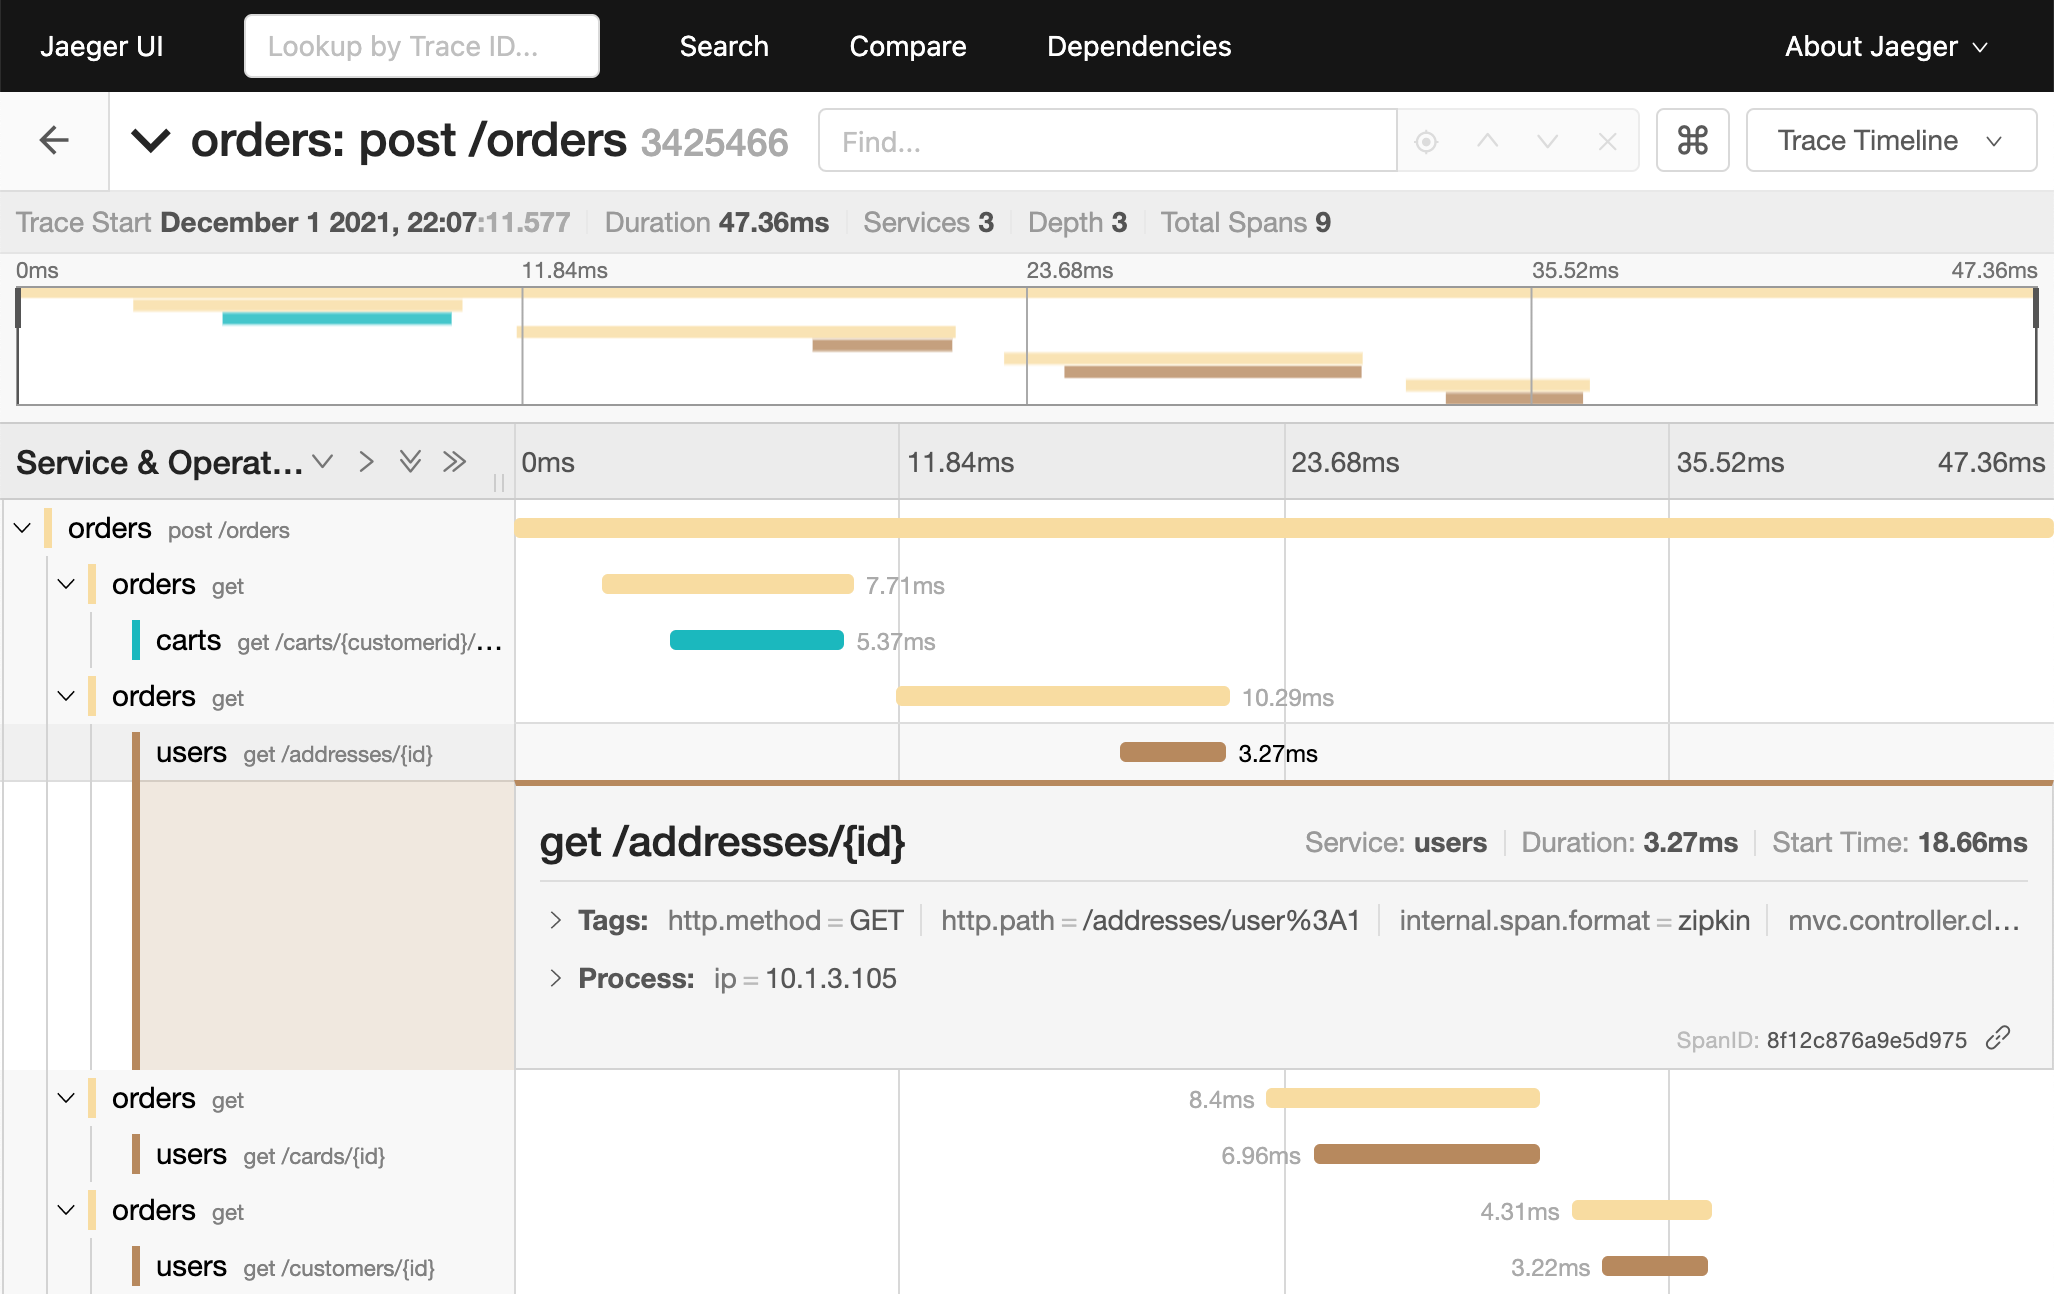 Jaeger UI Lookup by Trace ID... Search Compare Dependencies About Jaeger
orders: post /orders 3425466 Find... ⌘ Trace Timeline
Trace Start December 1 2021, 22:07:11.577 Duration 47.36ms Services 3 Depth 3 Total Spans 9
0ms 11.84ms 23.68ms 35.52ms 47.36ms
Service & Operat... 0ms 11.84ms 23.68ms 35.52ms 47.36ms
orders post /orders
orders get 7.71ms
carts get /carts/{customerid}/... 5.37ms
orders get 10.29ms
users get /addresses/{id} 3.27ms
get /addresses/{id} Service: users Duration: 3.27ms Start Time: 18.66ms
Tags: http.method = GET http.path = /addresses/user%3A1 internal.span.format = zipkin mvc.controller.cl...
Process: ip = 10.1.3.105
SpanID: 8f12c876a9e5d975
orders get 8.4ms
users get /cards/{id} 6.96ms
orders get 4.31ms
users get /customers/{id} 3.22ms